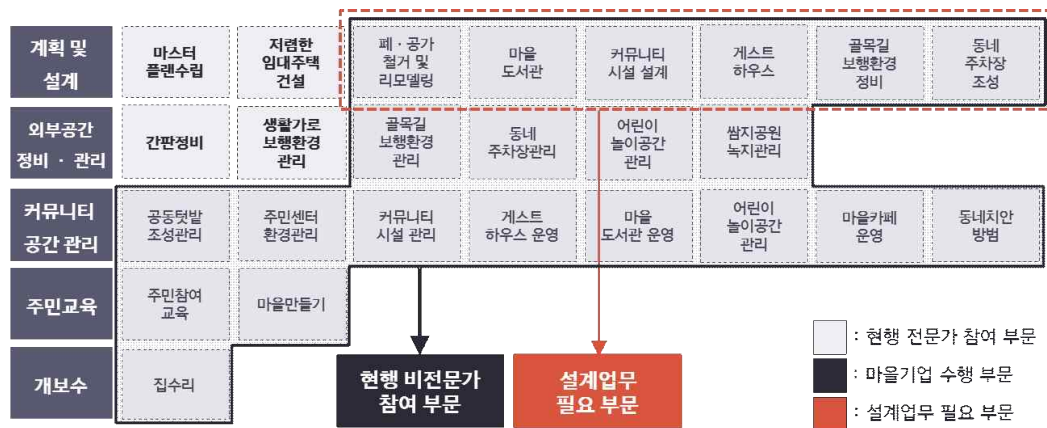 계획 및
설계
마스터
플랜수립
저렴한
임대주택
건설
폐·공가
철거 및
리모델링
마을
도서관
커뮤니티
시설 설계
게스트
하우스
골목길
보행환경
정비
동네
주차장
조성
외부공간
정비 · 관리
간판정비
생활가로
보행환경
관리
골목길
보행환경
관리
동네
주차장관리
어린이
놀이공간
관리
쌈지공원
녹지관리
커뮤니티
공간 관리
공동텃밭
조성관리
주민센터
환경관리
커뮤니티
시설 관리
게스트
하우스 운영
마을
도서관 운영
어린이
놀이공간
관리
마을카페
운영
동네치안
방범
주민교육
주민참여
교육
마을만들기
개보수
집수리
현행 비전문가
참여 부문
설계업무
필요 부문
: 현행 전문가 참여 부문
: 마을기업 수행 부문
: 설계업무 필요 부문